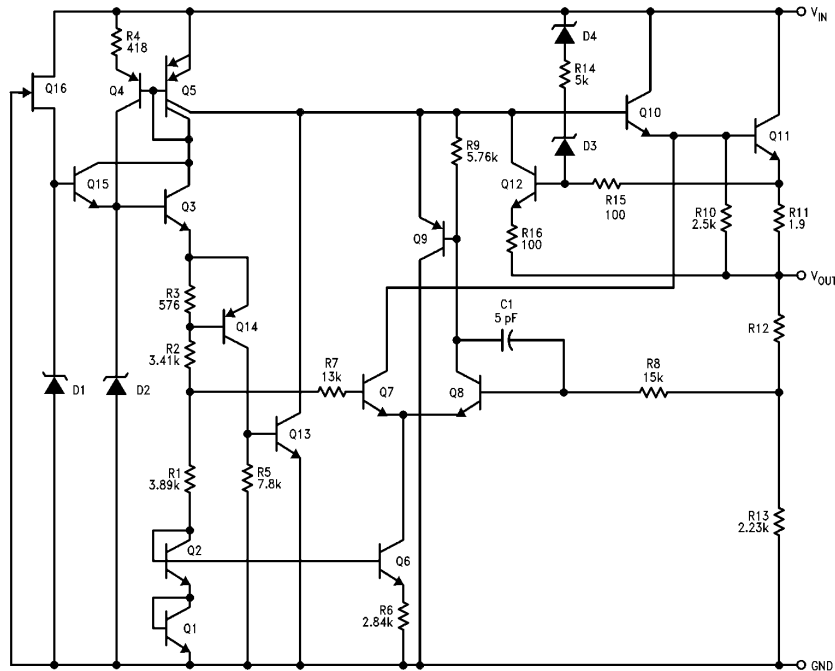 VIN
R4
418
D4
Q16
Q4
Q5
R14
5k
Q10
Q11
R9
5.76k
D3
Q15
Q12
Q3
R15
100
R10
2.5k
R11
1.9
Q9
R16
100
VOUT
R3
576
Q14
C1
5 pF
R12
R2
3.41k
R7
13k
R8
15k
D1
D2
Q7
Q8
Q13
R1
3.89k
R5
7.8k
R13
2.23k
Q2
Q6
R6
2.84k
Q1
GND